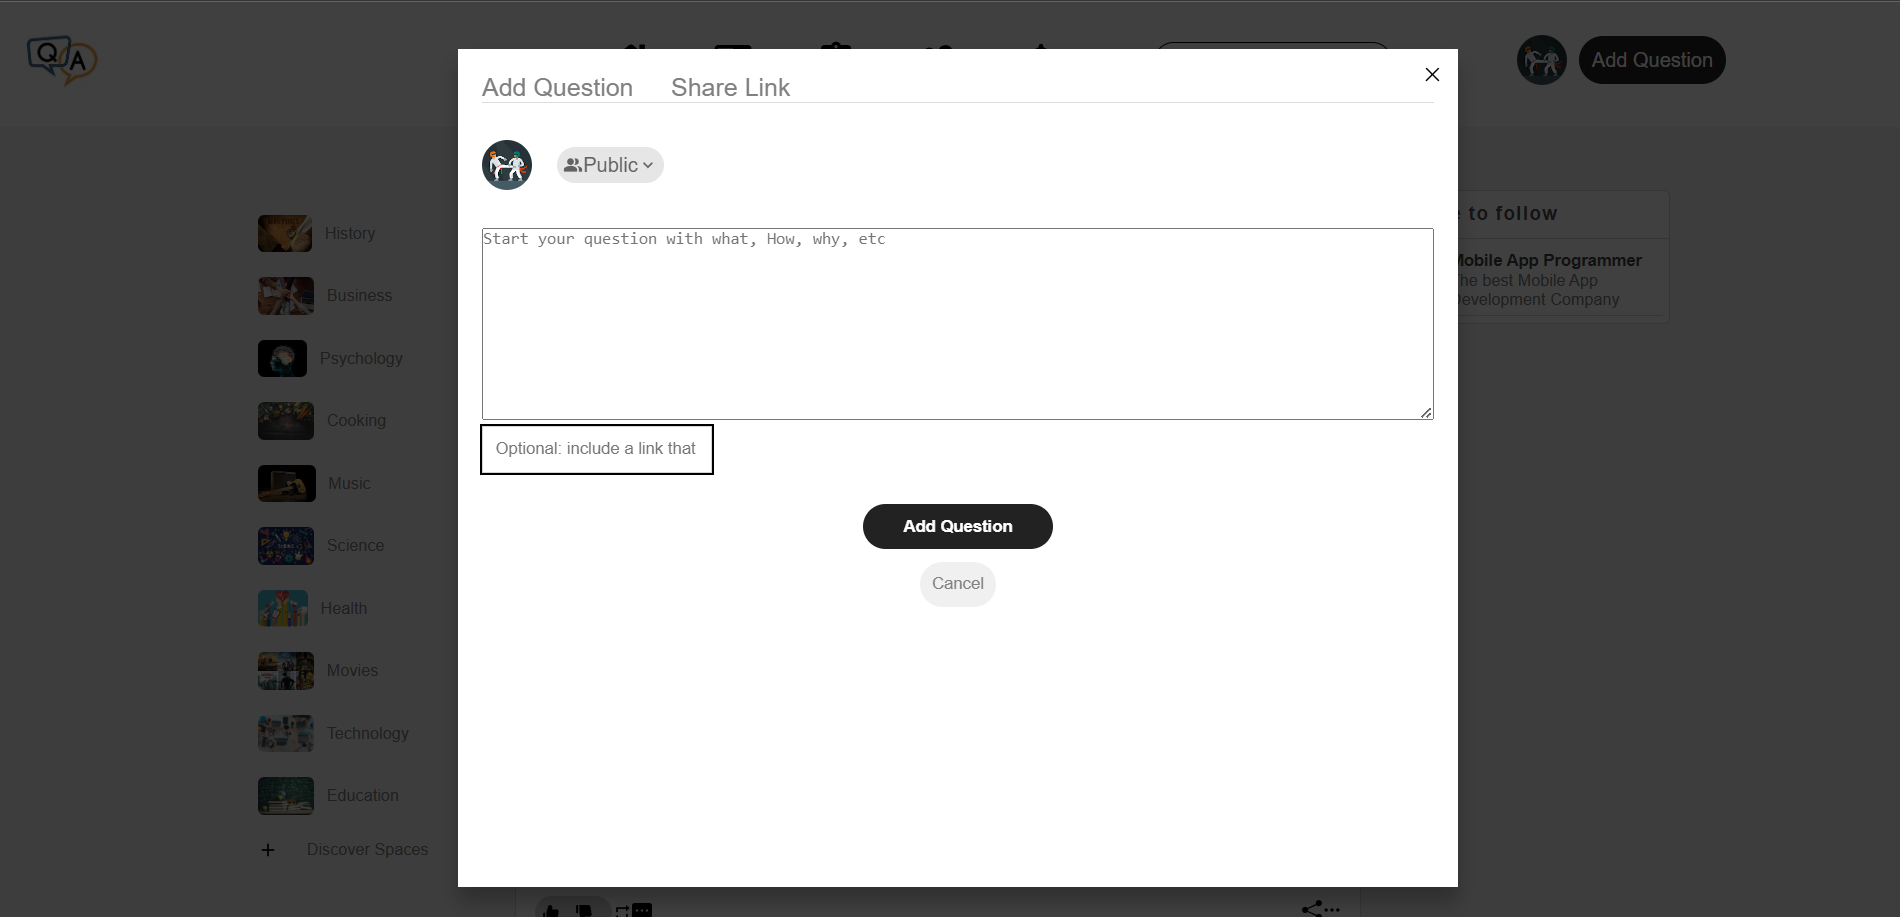 QA
Add Question
Add Question Share Link
Public
Start your question with what, How, why, etc
Optional: include a link that
Add Question
Cancel
History
Business
Psychology
Cooking
Music
Science
Health
Movies
Technology
Education
Discover Spaces
to follow
Mobile App Programmer
The best Mobile App
Development Company